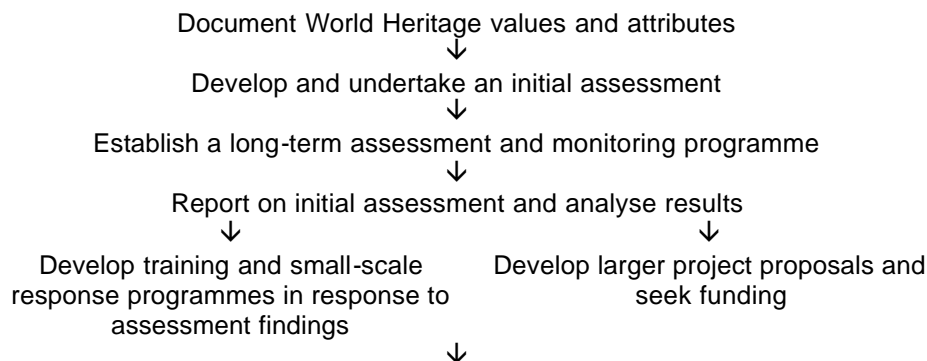 Document World Heritage values and attributes
↓
Develop and undertake an initial assessment
↓
Establish a long-term assessment and monitoring programme
↓
Report on initial assessment and analyse results
↓ ↓
Develop training and small-scale
response programmes in response to
assessment findings
Develop larger project proposals and
seek funding
↓